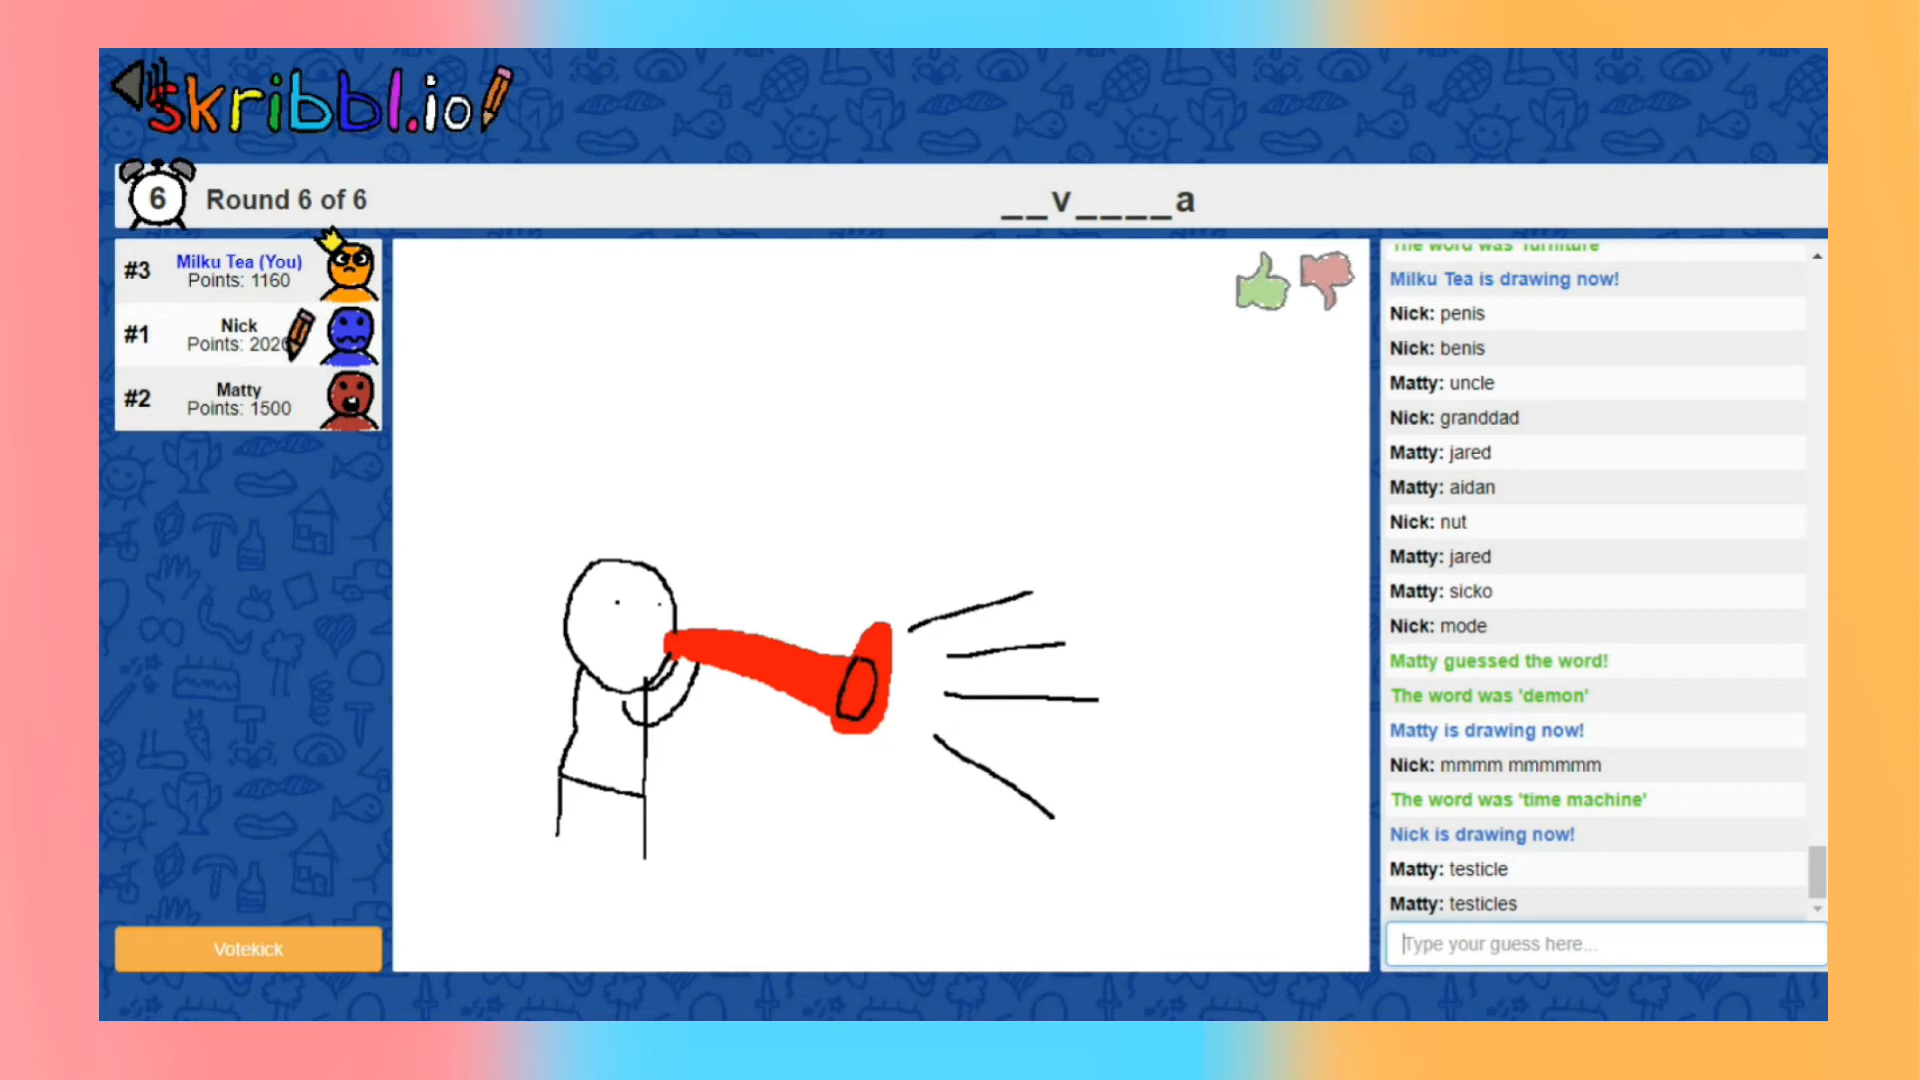 skribbl.io
6
Round 6 of 6
__v____a
#3
Milku Tea (You)
Points: 1160
#1
Nick
Points: 202
#2
Matty
Points: 1500
The word was 'furniture'
Milku Tea is drawing now!
Nick: penis
Nick: benis
Matty: uncle
Nick: granddad
Matty: jared
Matty: aidan
Nick: nut
Matty: jared
Matty: sicko
Nick: mode
Matty guessed the word!
The word was 'demon'
Matty is drawing now!
Nick: mmmm mmmmmm
The word was 'time machine'
Nick is drawing now!
Matty: testicle
Matty: testicles
Type your guess here...
Votekick